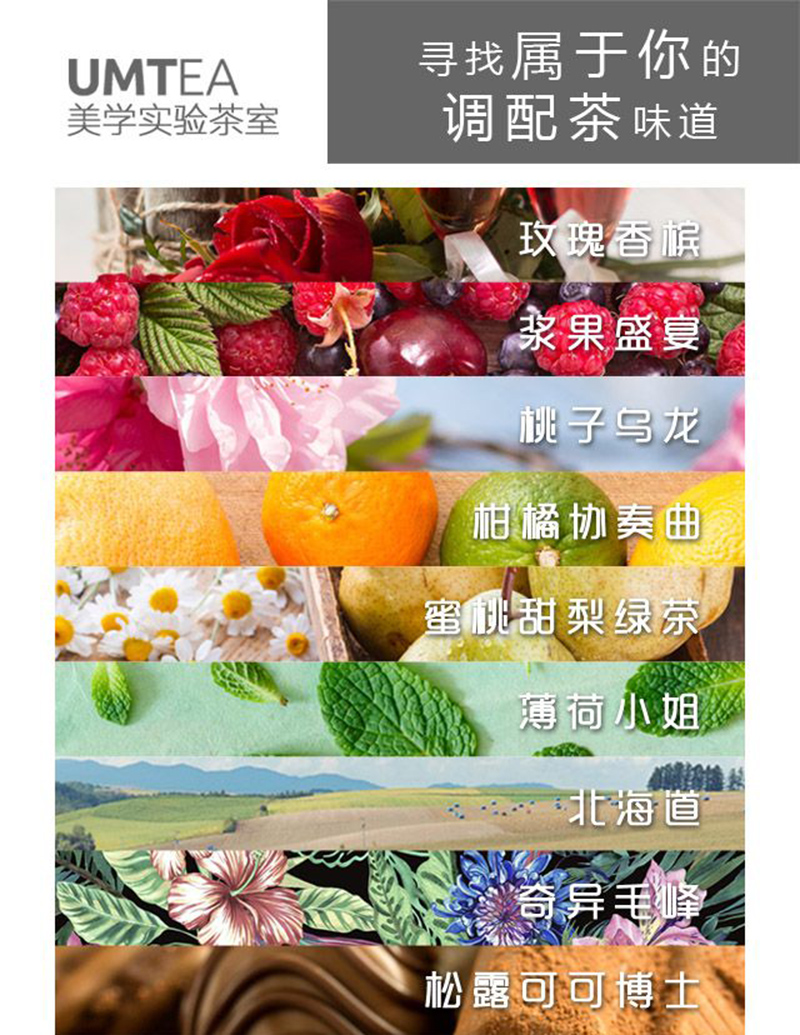 UMTEA
美学实验茶室
寻找属于你的
调配茶味道
玫瑰香槟
浆果盛宴
桃子乌龙
柑橘协奏曲
蜜桃甜梨绿茶
薄荷小姐
北海道
奇异毛峰
松露可可博士